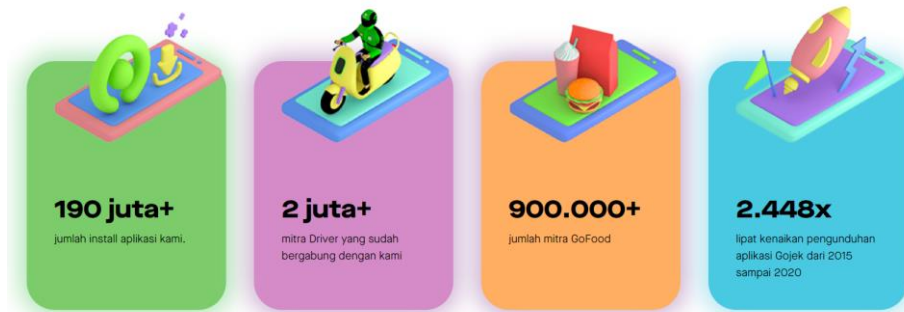 190 juta+
jumlah install aplikasi kami.
2 juta+
mitra Driver yang sudah
bergabung dengan kami
900.000+
jumlah mitra GoFood
2.448x
lipat kenaikan pengunduhan
aplikasi Gojek dari 2015
sampai 2020